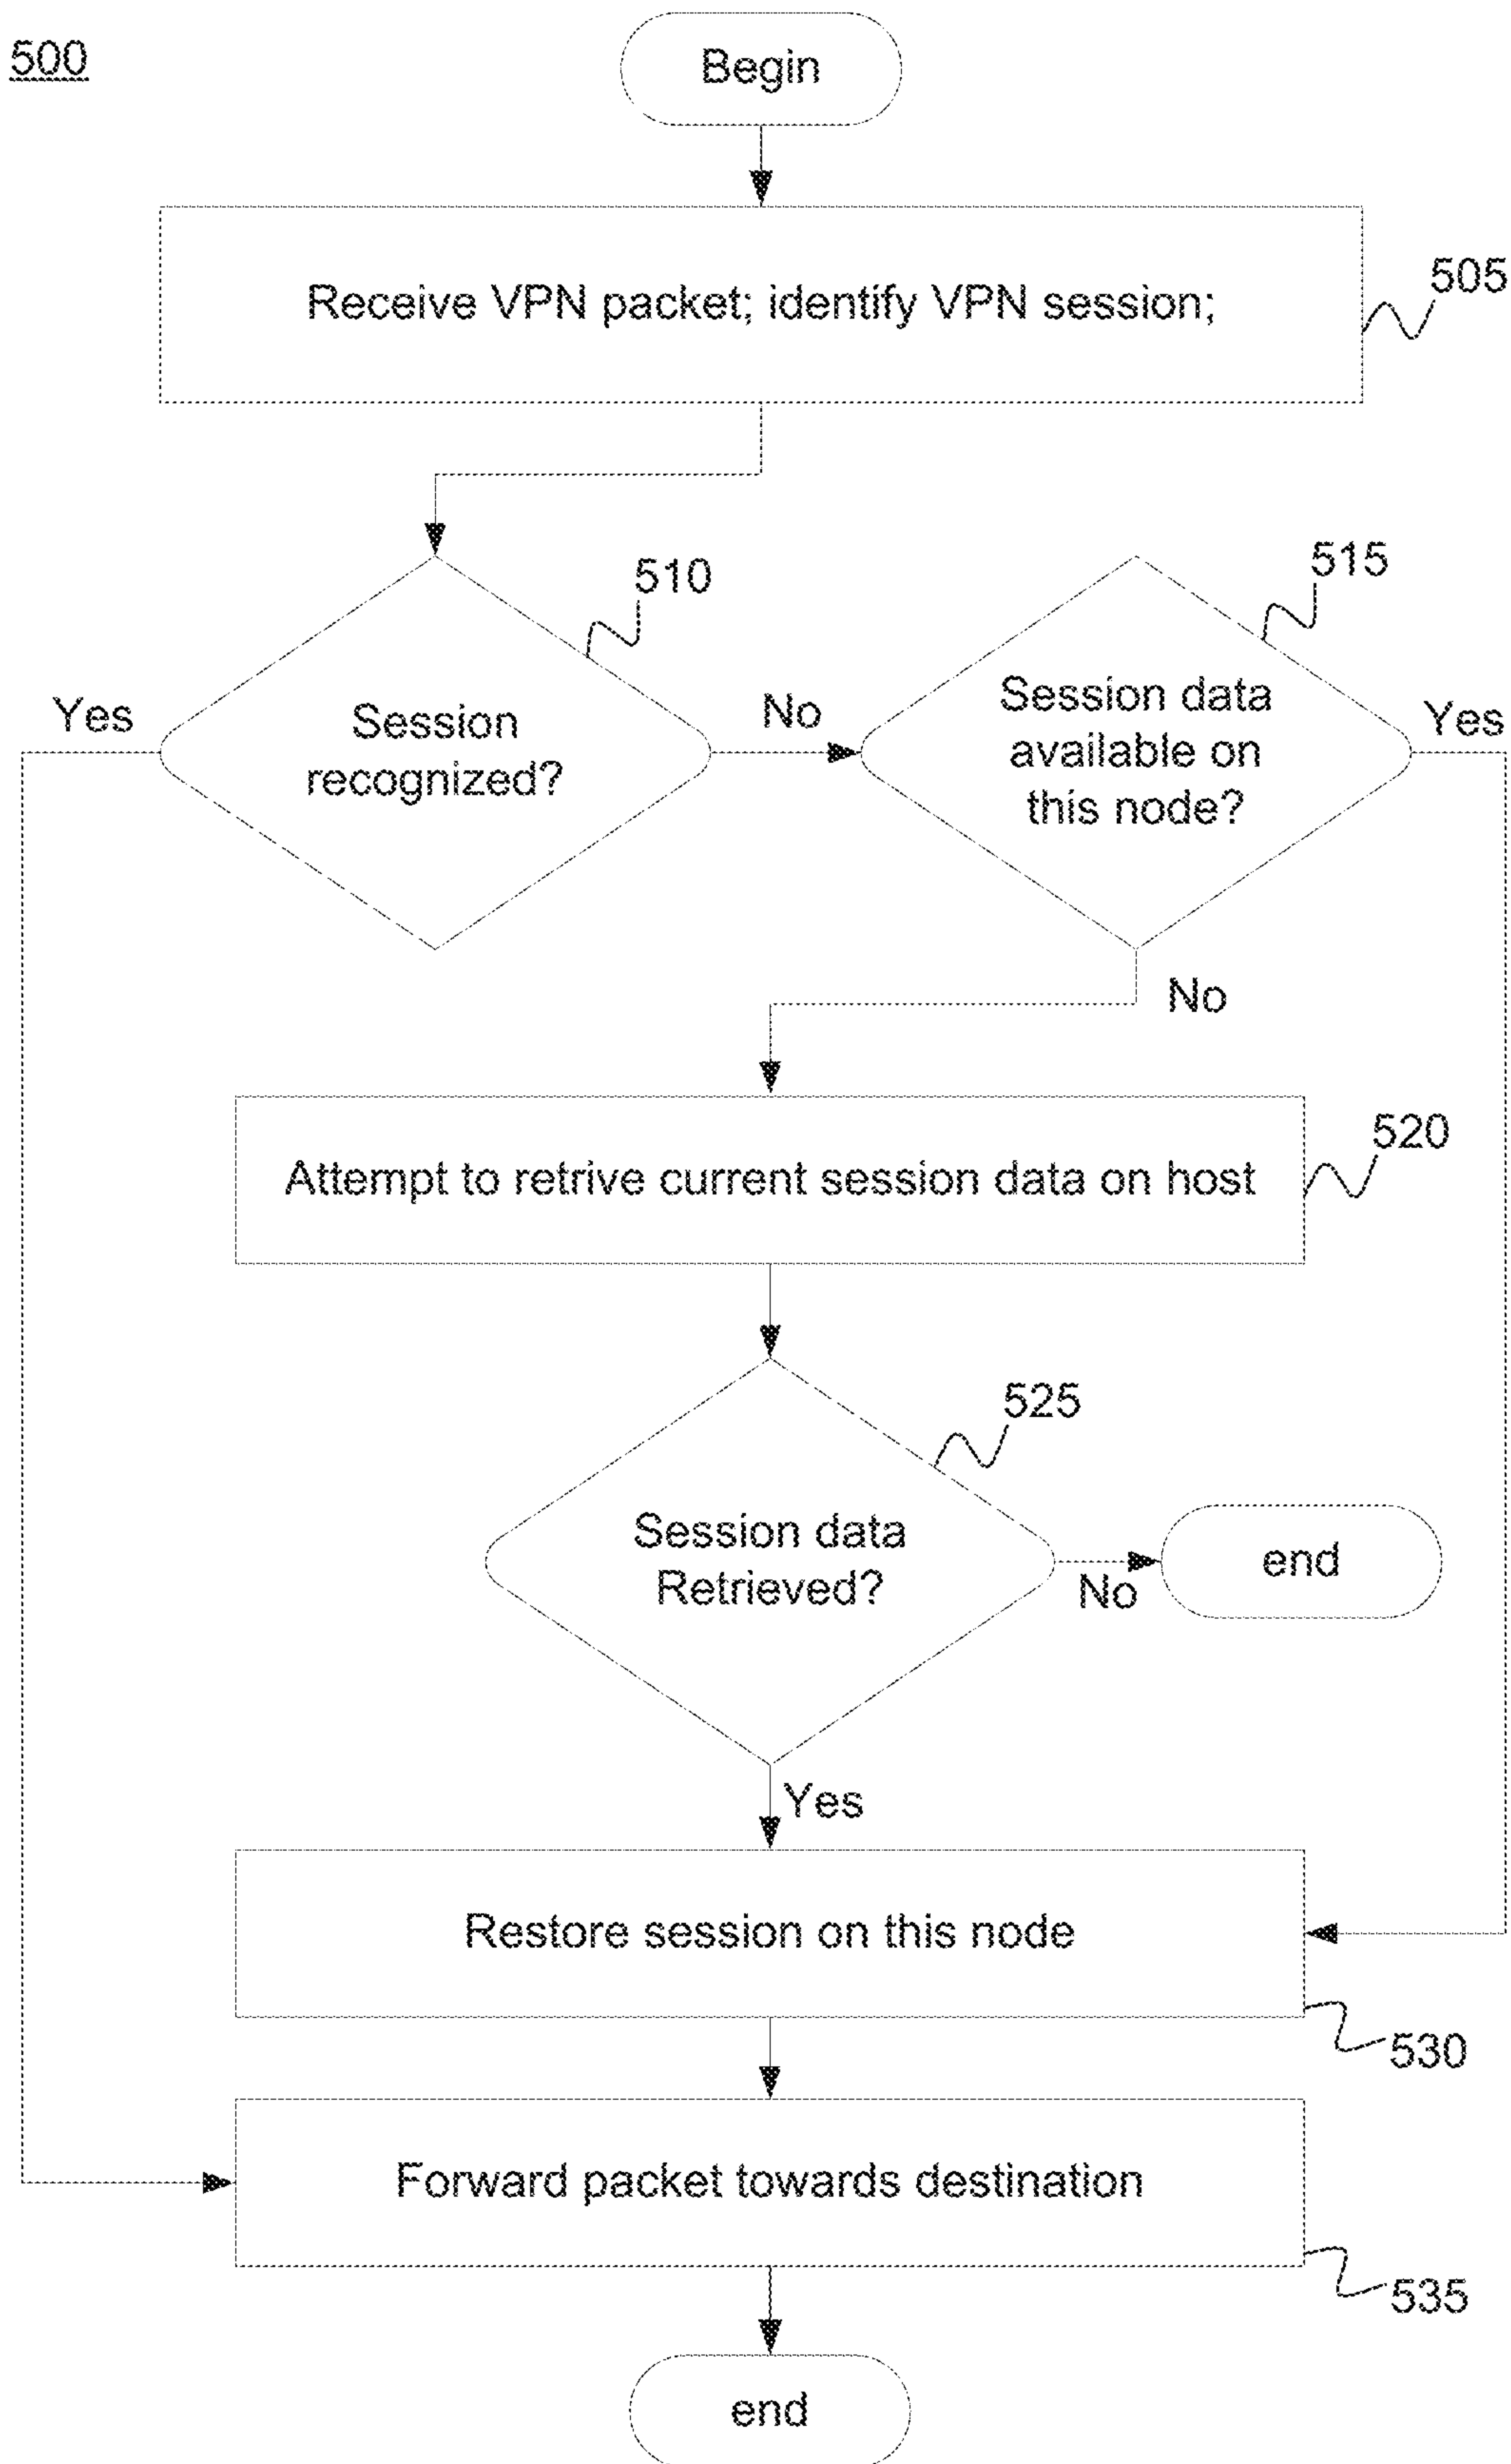 500
Begin
Receive VPN packet; identify VPN session;
505
510
515
Yes
Session
recognized?
No
Session data
available on
this node?
Yes
No
Attempt to retrive current session data on host
520
525
Session data
Retrieved?
No
end
Yes
Restore session on this node
530
Forward packet towards destination
535
end